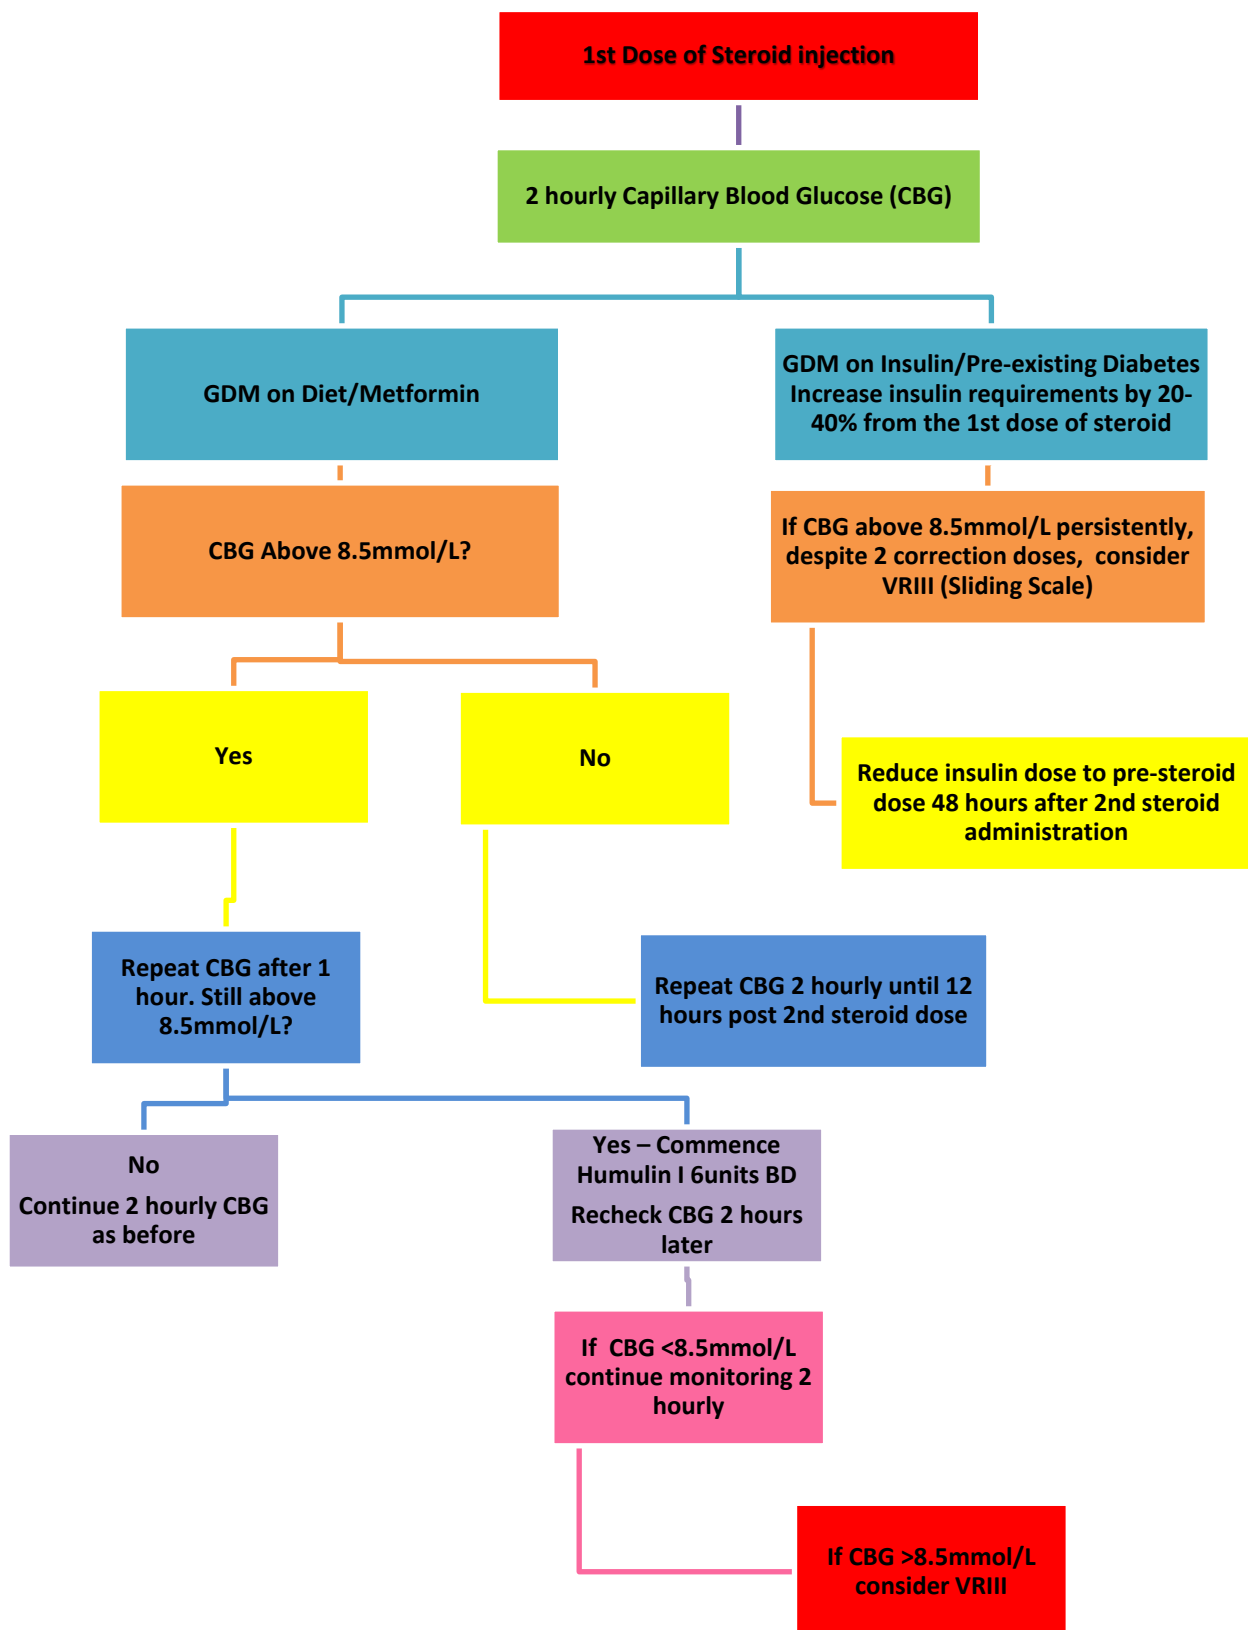 1st Dose of Steroid injection
2 hourly Capillary Blood Glucose (CBG)
GDM on Diet/Metformin
GDM on Insulin/Pre-existing Diabetes
Increase insulin requirements by 20-
40% from the 1st dose of steroid
CBG Above 8.5mmol/L?
If CBG above 8.5mmol/L persistently,
despite 2 correction doses, consider
VRIII (Sliding Scale)
Yes
No
Reduce insulin dose to pre-steroid
dose 48 hours after 2nd steroid
administration
Repeat CBG after 1
hour. Still above
8.5mmol/L?
Repeat CBG 2 hourly until 12
hours post 2nd steroid dose
No
Continue 2 hourly CBG
as before
Yes – Commence
Humulin I 6units BD
Recheck CBG 2 hours
later
If CBG <8.5mmol/L
continue monitoring 2
hourly
If CBG >8.5mmol/L
consider VRIII